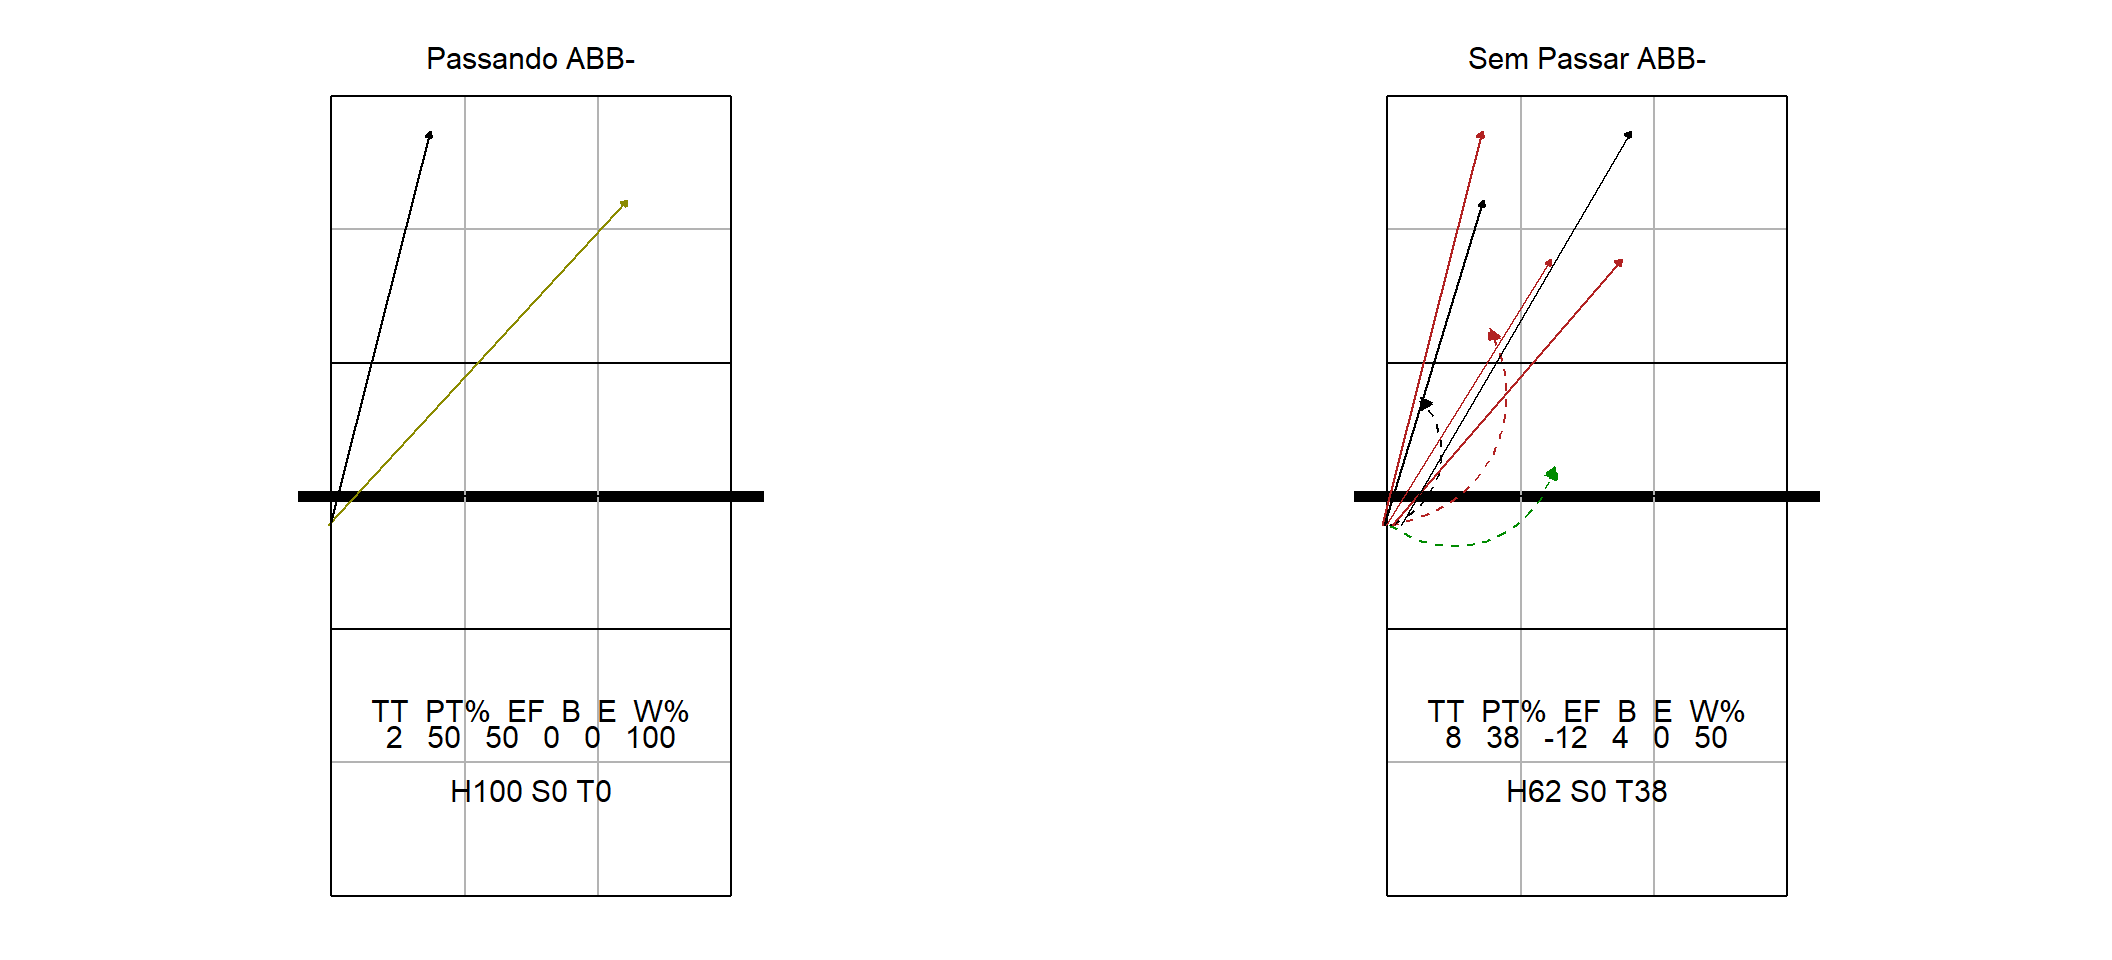 Passando ABB-
TT PT% EF B E W%
2 50 50 0 0 100
H100 S0 T0
Sem Passar ABB-
TT PT% EF B E W%
8 38 -12 4 0 50
H62 S0 T38